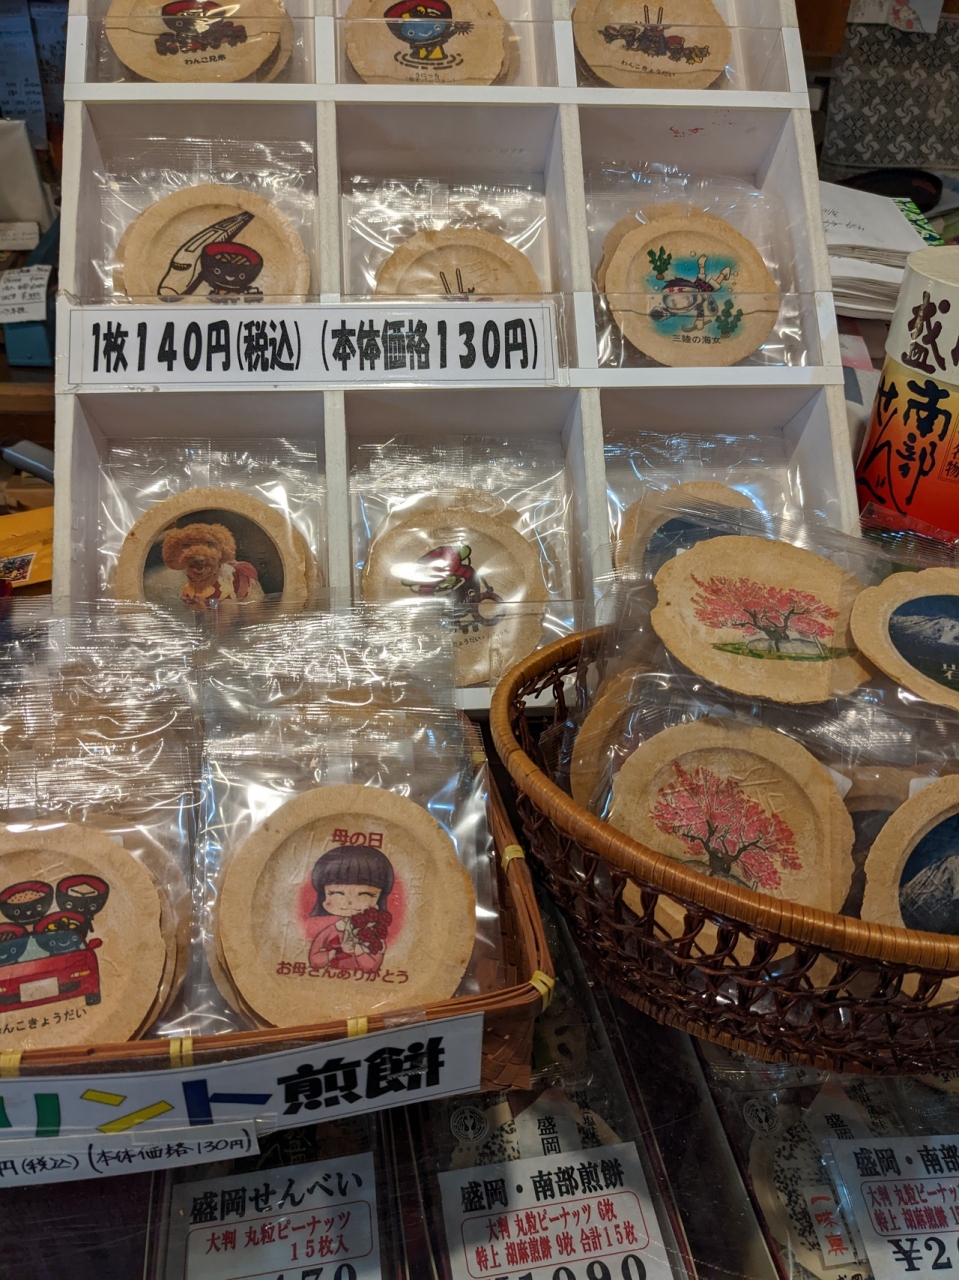 わんこ兄弟
わんこきょうだい
三陸の海女
1枚140円(税込) (本体価格130円)
盛
南部せんべい
母の日
お母さんありがとう
んこきょうだい
リント煎餅
円(税込) (本体価格130円)
盛岡せんべい
大判 丸粒ピーナッツ
15枚入
盛岡
盛岡・南部煎餅
大判 丸粒ピーナッツ 6枚
特上 胡麻煎餅 9枚 合計15枚
盛岡・南部
大判 丸粒ピーナッツ
特上 胡麻煎餅
¥2